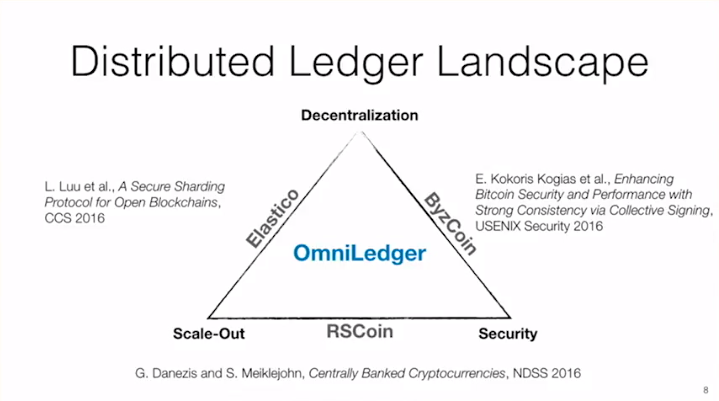 Distributed Ledger Landscape
Decentralization
L. Luu et al., A Secure Sharding
Protocol for Open Blockchains,
CCS 2016
E. Kokoris Kogias et al., Enhancing
Bitcoin Security and Performance with
Strong Consistency via Collective Signing,
USENIX Security 2016
Elastico
ByzCoin
OmniLedger
Scale-Out
RSCoin
Security
G. Danezis and S. Meiklejohn, Centrally Banked Cryptocurrencies, NDSS 2016
8